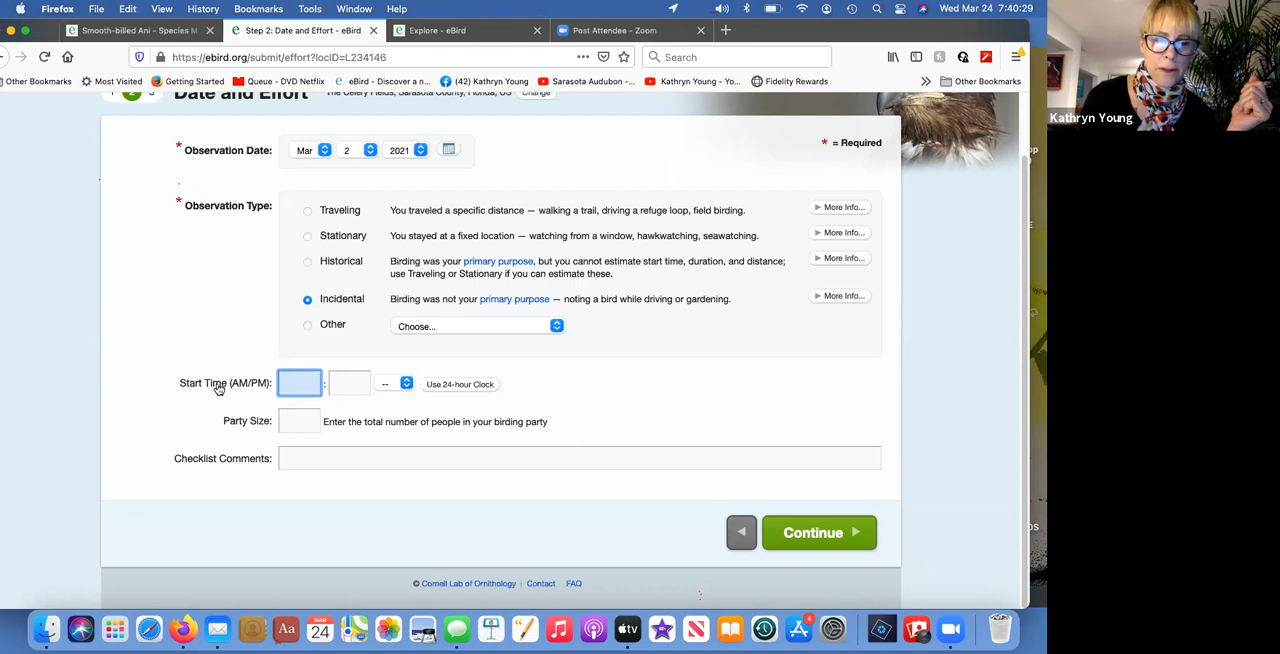 Firefox File Edit View History Bookmarks Tools Window Help Wed Mar 24 7:40:29
Smooth-billed Ani - Species M Step 2: Date and Effort - eBird Explore - eBird Post Attendee - Zoom
https://ebird.org/submit/effort?locID=L234146 Search
Other Bookmarks Most Visited Getting Started Queue - DVD Netflix eBird - Discover a n... (42) Kathryn Young Sarasota Audubon -... Kathryn Young - Yo... Fidelity Rewards Other Bookmarks
Date and Effort The Celery Fields, Sarasota County, Florida, US Change
Kathryn Young
* Observation Date: Mar 2 2021 * = Required
* Observation Type: Traveling You traveled a specific distance — walking a trail, driving a refuge loop, field birding. More Info...
Stationary You stayed at a fixed location — watching from a window, hawkwatching, seawatching. More Info...
Historical Birding was your primary purpose, but you cannot estimate start time, duration, and distance; More Info...
use Traveling or Stationary if you can estimate these.
Incidental Birding was not your primary purpose — noting a bird while driving or gardening. More Info...
Other Choose...
Start Time (AM/PM): : -- Use 24-hour Clock
Party Size: Enter the total number of people in your birding party
Checklist Comments:
Continue
© Cornell Lab of Ornithology | Contact | FAQ
Aa MAR 24 tv 4